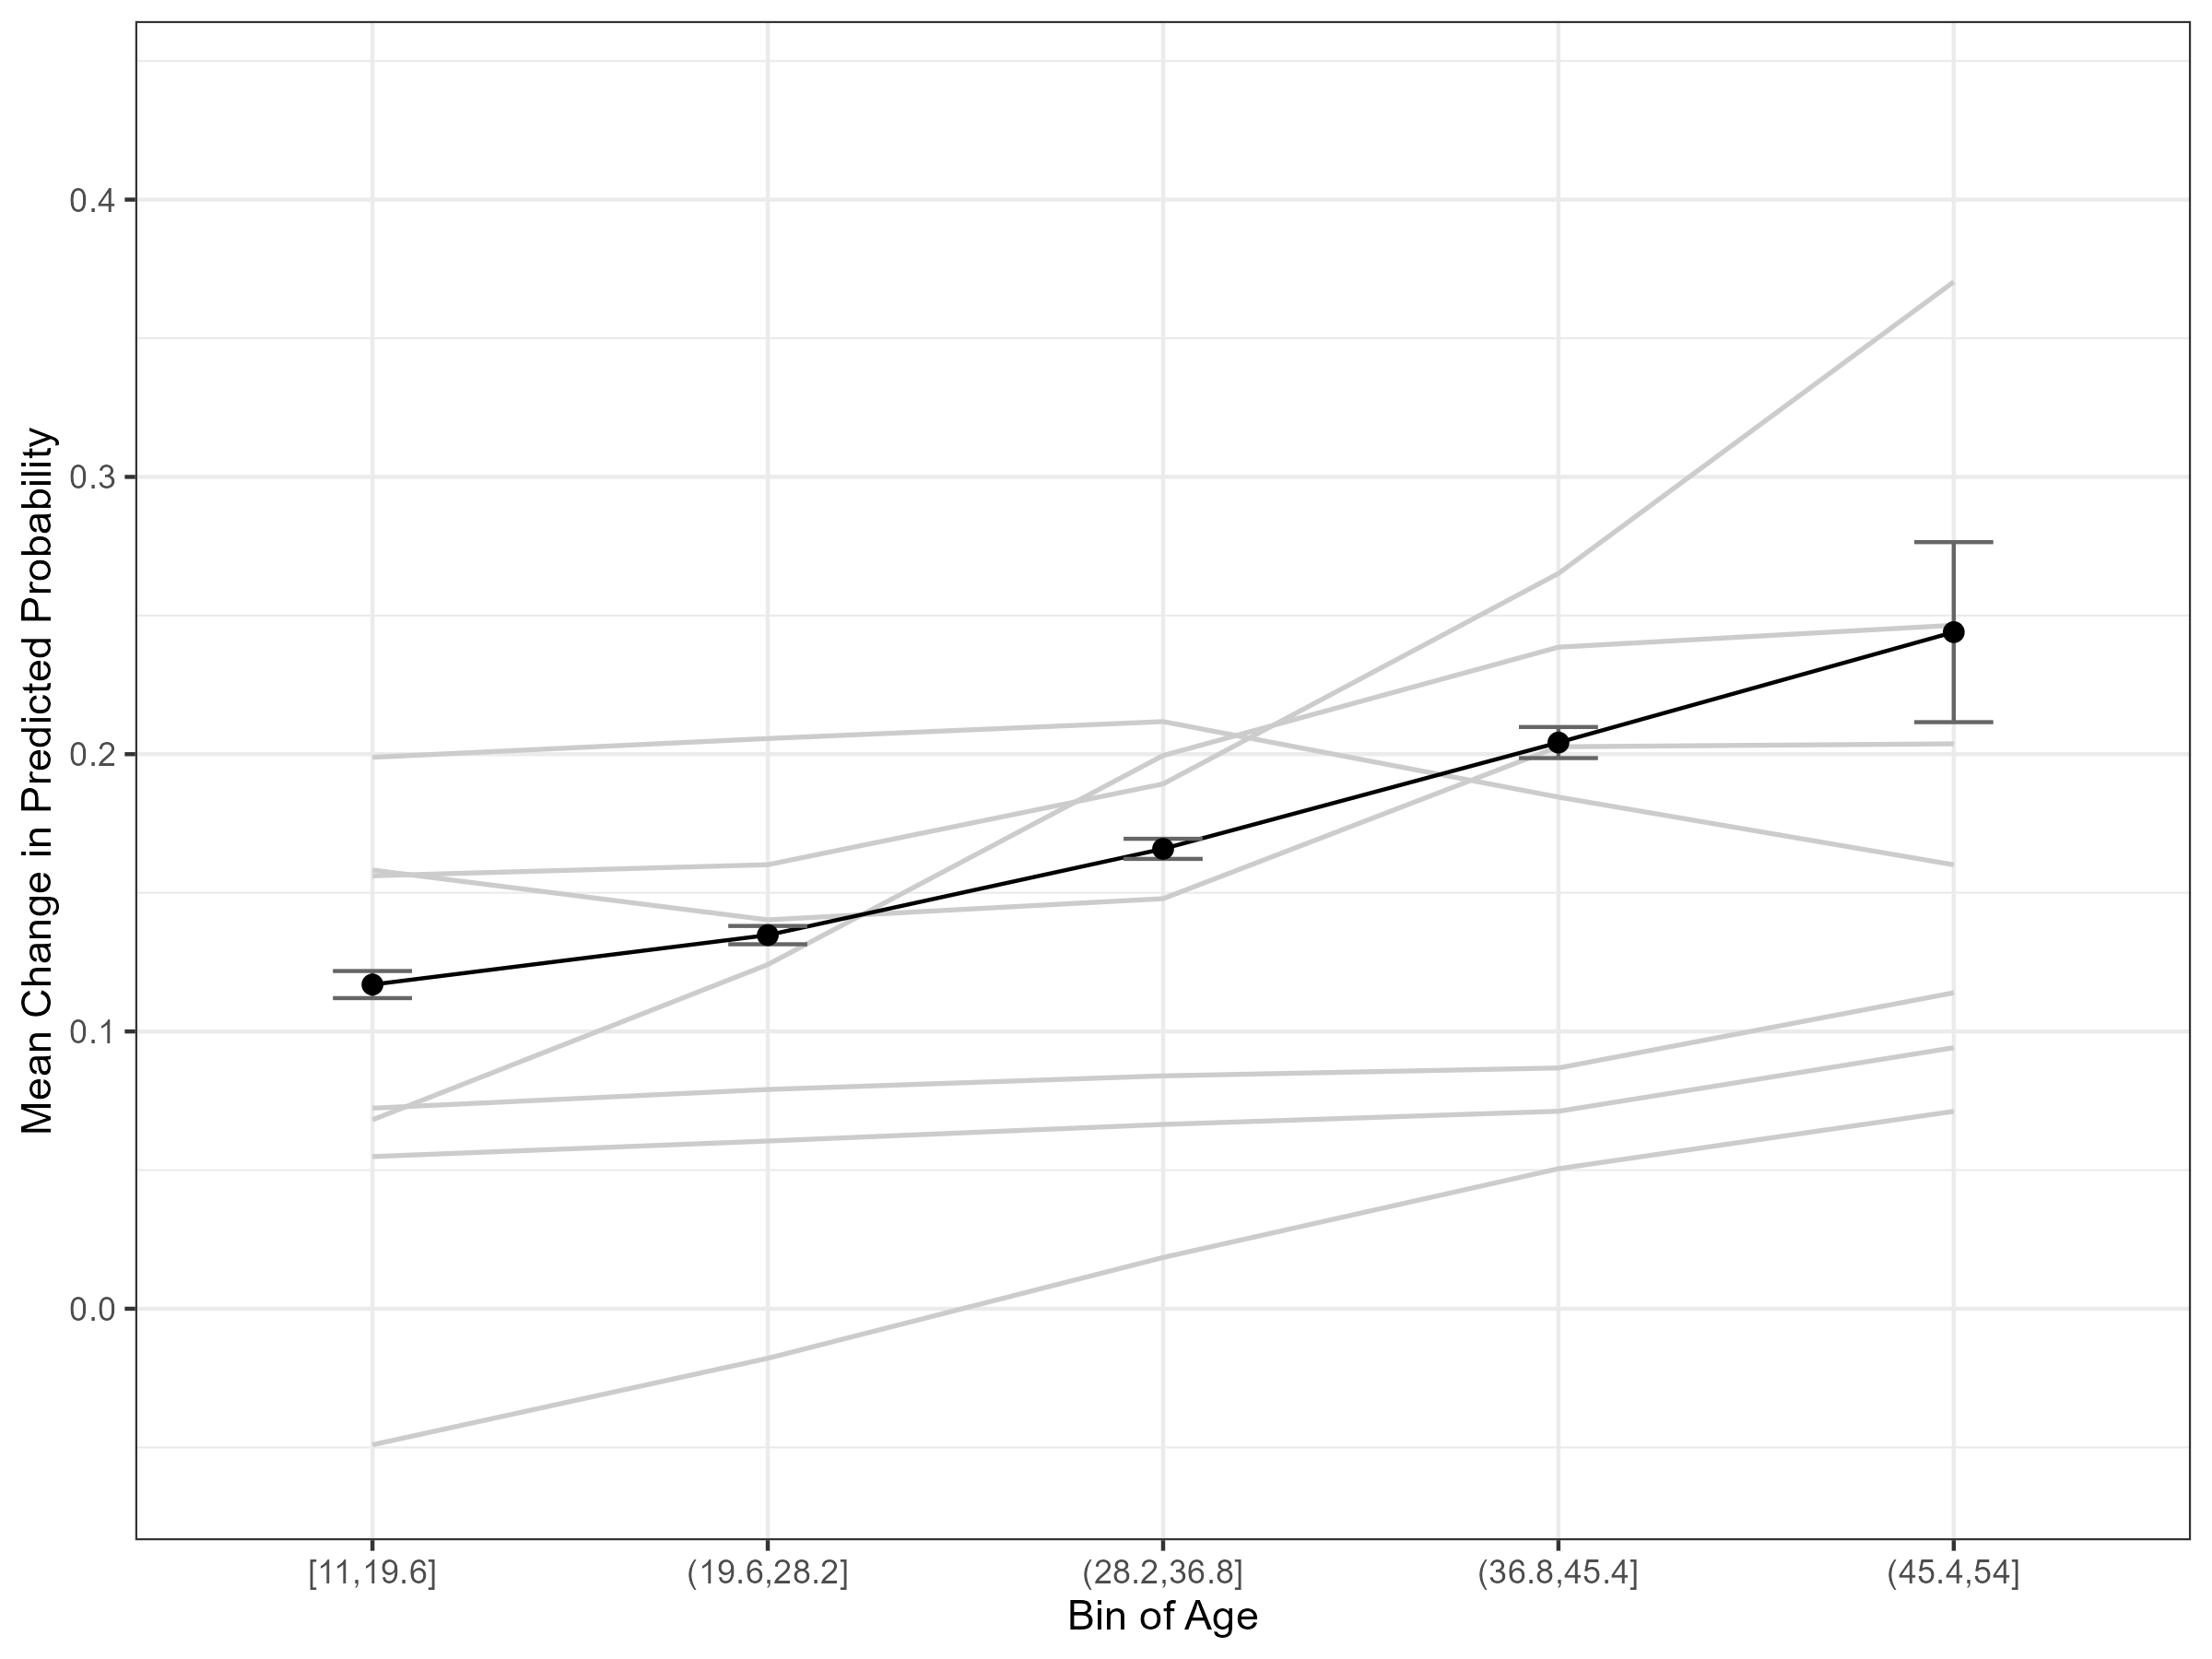 Mean Change in Predicted Probability
0.4
0.3
0.2
0.1
0.0
[11,19.6] (19.6,28.2] (28.2,36.8] (36.8,45.4] (45.4,54]
Bin of Age